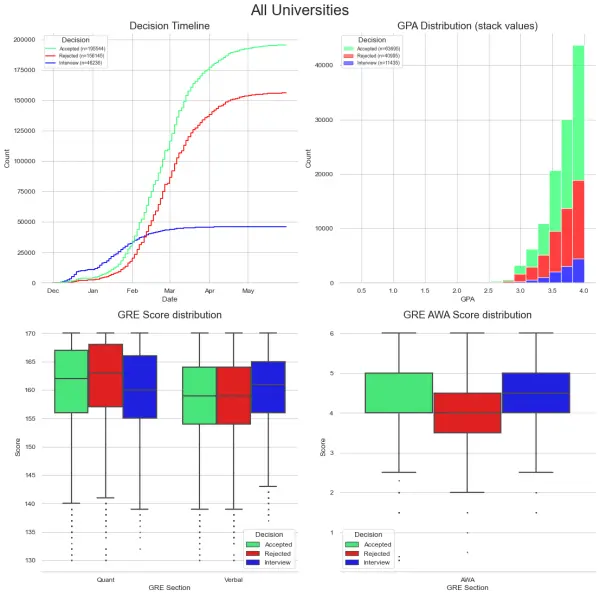 All Universities
Decision Timeline
Decision
Accepted (n=195544)
Rejected (n=156146)
Interview (n=46236)
200000
175000
150000
125000
100000
75000
50000
25000
0
Count
Dec Jan Feb Mar Apr May
Date
GPA Distribution (stack values)
Decision
Accepted (n=63695)
Rejected (n=40995)
Interview (n=11435)
40000
30000
20000
10000
0
Count
0.5 1.0 1.5 2.0 2.5 3.0 3.5 4.0
GPA
GRE Score distribution
170
165
160
155
150
145
140
135
130
Score
Decision
Accepted
Rejected
Interview
Quant Verbal
GRE Section
GRE AWA Score distribution
6
5
4
3
2
1
Score
Decision
Accepted
Rejected
Interview
AWA
GRE Section